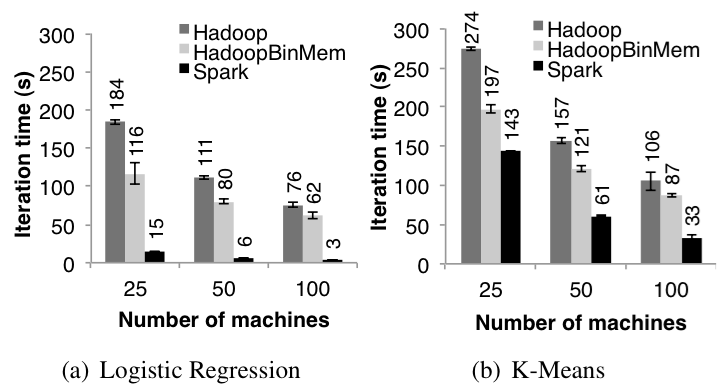 Hadoop
HadoopBinMem
Spark
Iteration time (s)
300
250
200
150
100
50
0
184
116
15
111
80
6
76
62
3
25 50 100
Number of machines
(a) Logistic Regression
Hadoop
HadoopBinMem
Spark
Iteration time (s)
300
250
200
150
100
50
0
274
197
143
157
121
61
106
87
33
25 50 100
Number of machines
(b) K-Means